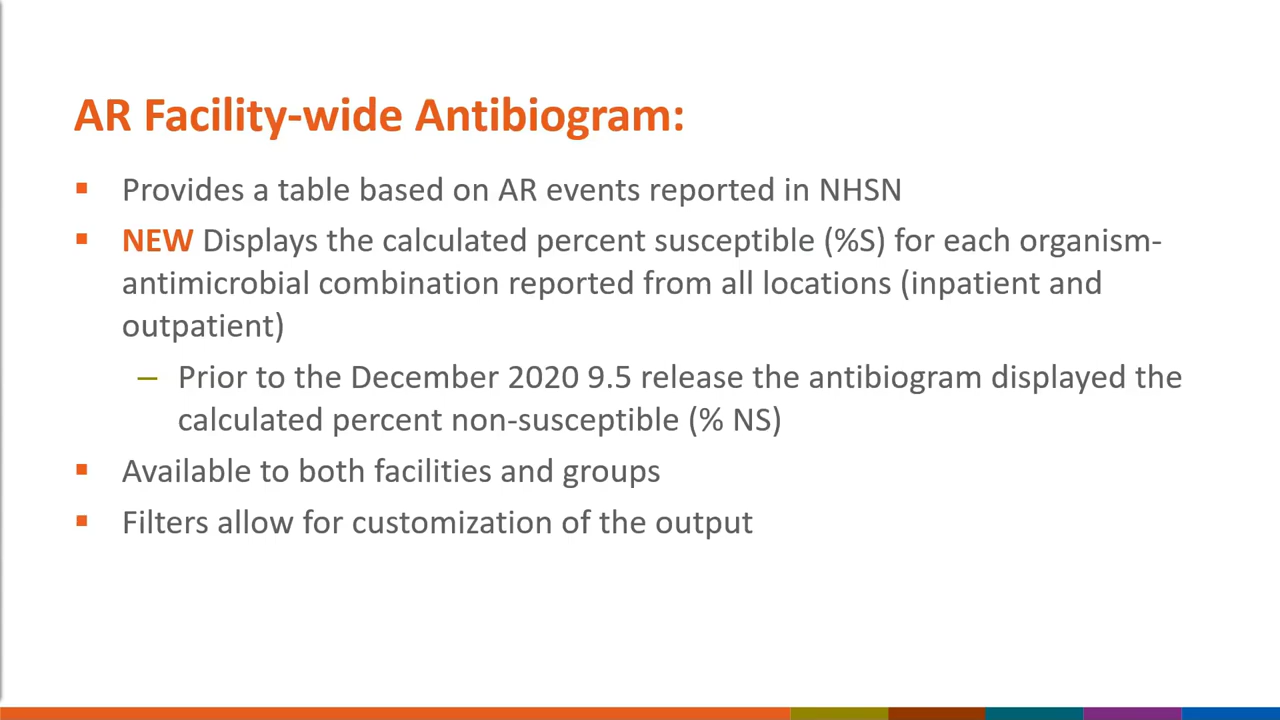 AR Facility-wide Antibiogram:
▪ Provides a table based on AR events reported in NHSN
▪ NEW Displays the calculated percent susceptible (%S) for each organism-
antimicrobial combination reported from all locations (inpatient and
outpatient)
– Prior to the December 2020 9.5 release the antibiogram displayed the
calculated percent non-susceptible (% NS)
▪ Available to both facilities and groups
▪ Filters allow for customization of the output